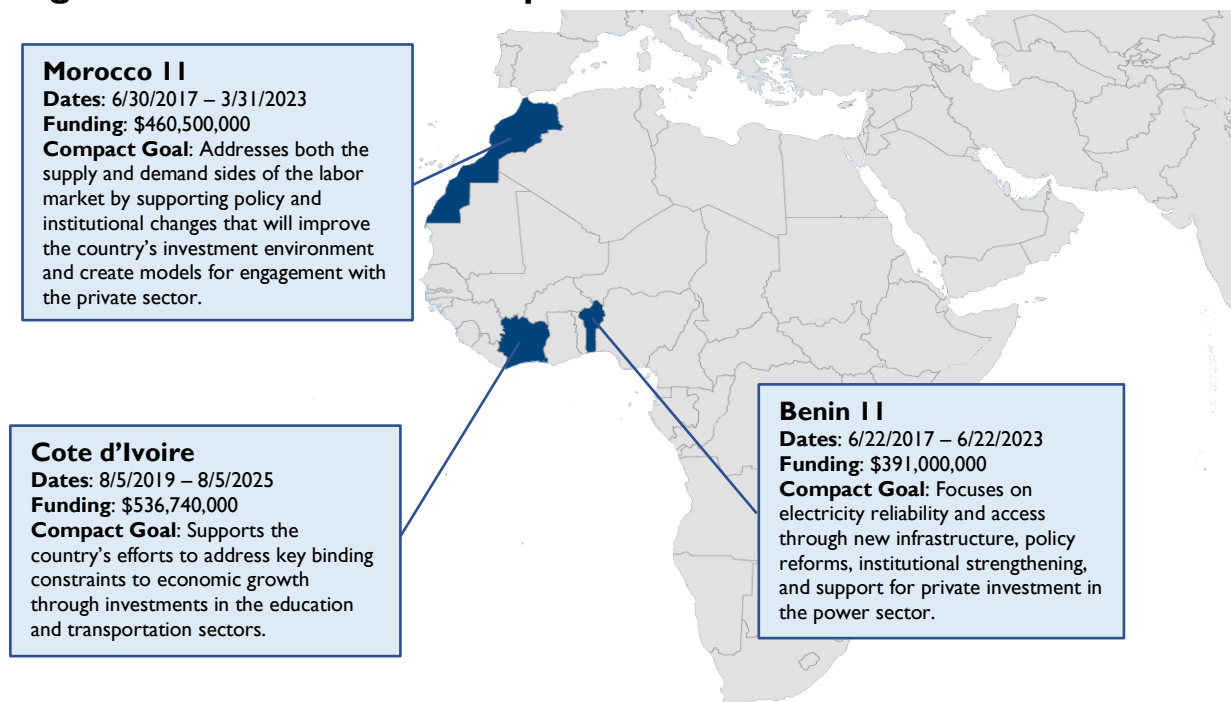 Morocco 11
Dates: 6/30/2017 – 3/31/2023
Funding: $460,500,000
Compact Goal: Addresses both the
supply and demand sides of the labor
market by supporting policy and
institutional changes that will improve
the country’s investment environment
and create models for engagement with
the private sector.
Cote d’Ivoire
Dates: 8/5/2019 – 8/5/2025
Funding: $536,740,000
Compact Goal: Supports the
country’s efforts to address key binding
constraints to economic growth
through investments in the education
and transportation sectors.
Benin 11
Dates: 6/22/2017 – 6/22/2023
Funding: $391,000,000
Compact Goal: Focuses on
electricity reliability and access
through new infrastructure, policy
reforms, institutional strengthening,
and support for private investment in
the power sector.